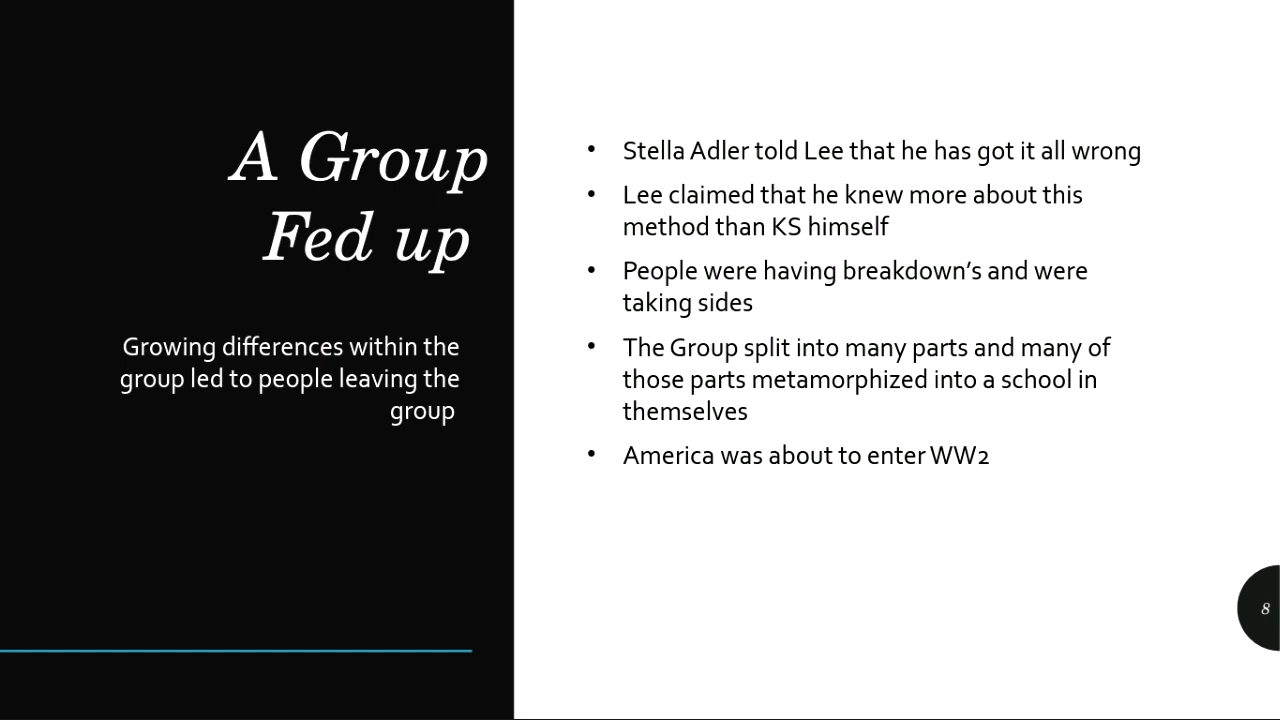 A Group
Fed up
Growing differences within the
group led to people leaving the
group
• Stella Adler told Lee that he has got it all wrong
• Lee claimed that he knew more about this
method than KS himself
• People were having breakdown’s and were
taking sides
• The Group split into many parts and many of
those parts metamorphized into a school in
themselves
• America was about to enter WW2
8